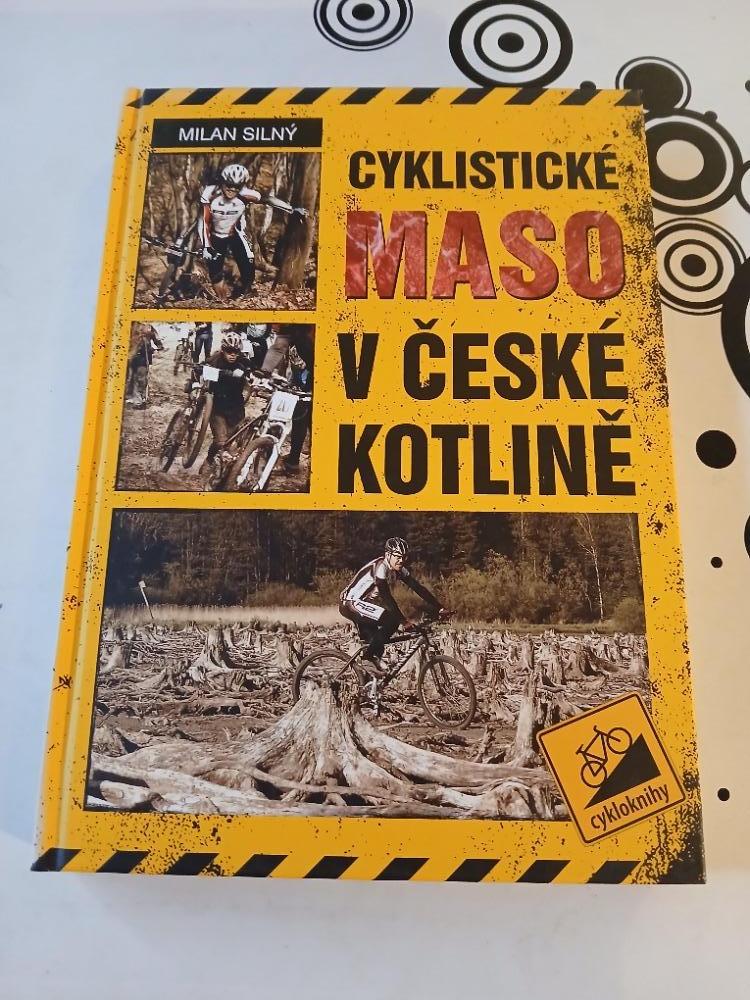 MILAN SILNÝ
CYKLISTICKÉ
MASO
V ČESKÉ
KOTLINĚ
cykloknihy